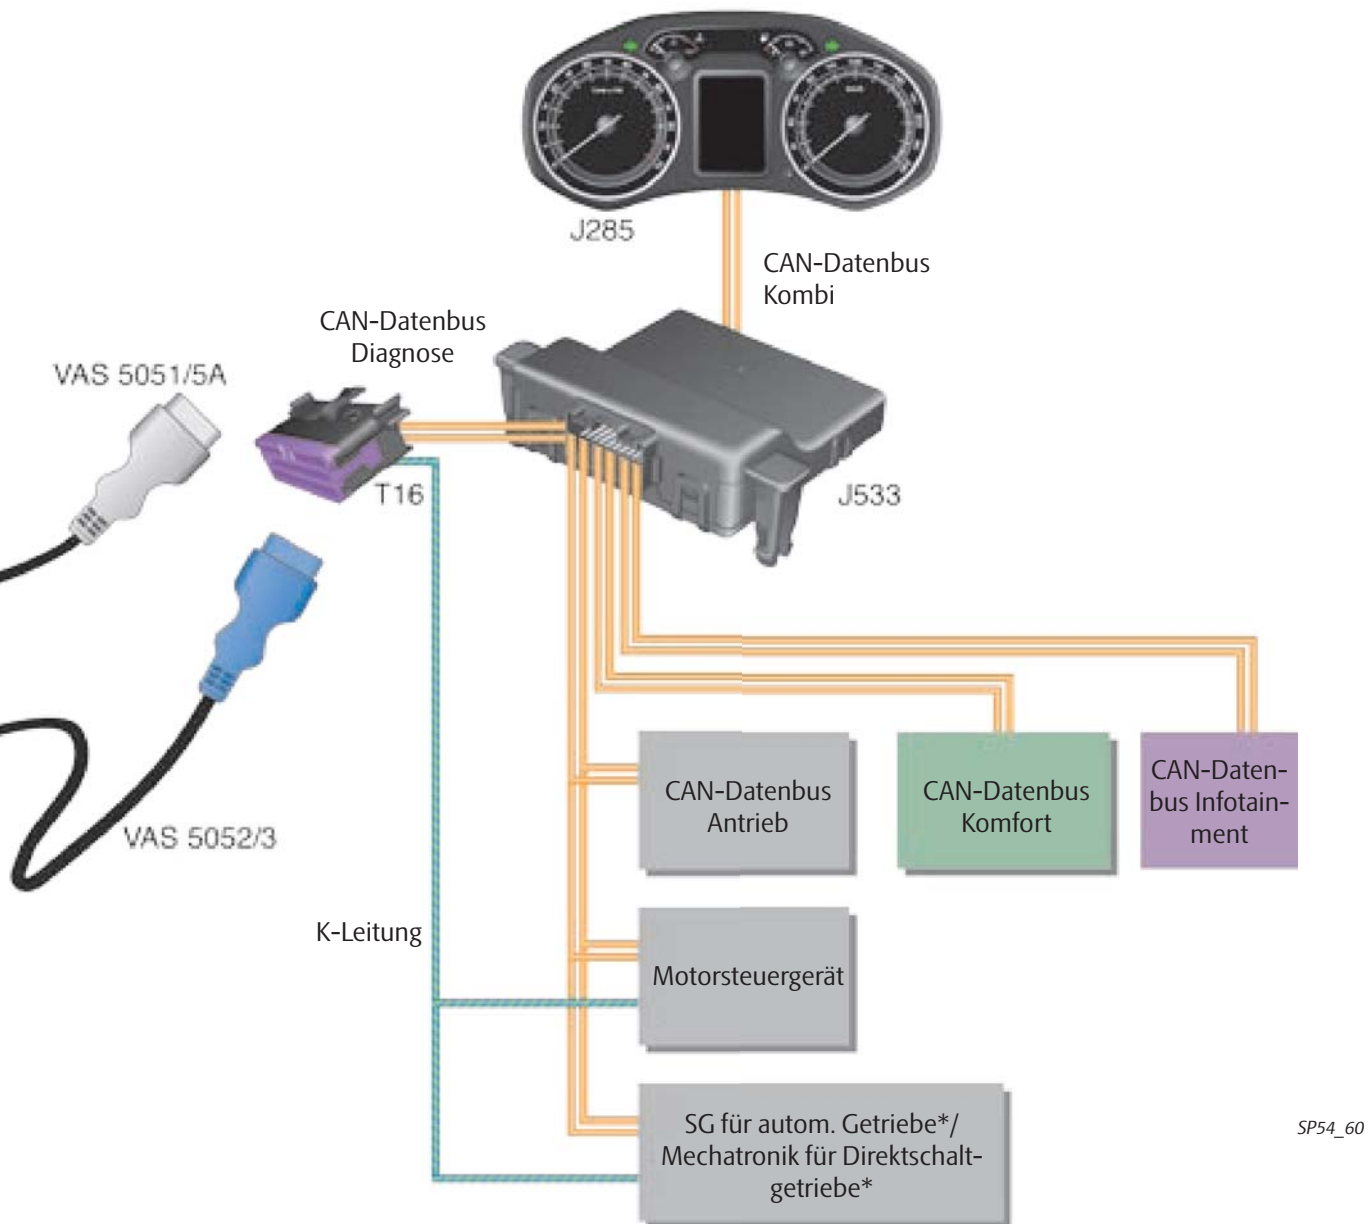 J285
CAN-Datenbus
Kombi
CAN-Datenbus
Diagnose
VAS 5051/5A
T16
J533
CAN-Datenbus
Antrieb
CAN-Datenbus
Komfort
CAN-Daten-
bus Infotain-
ment
VAS 5052/3
K-Leitung
Motorsteuergerät
SG für autom. Getriebe*/
Mechatronik für Direktschalt-
getriebe*
SP54_60